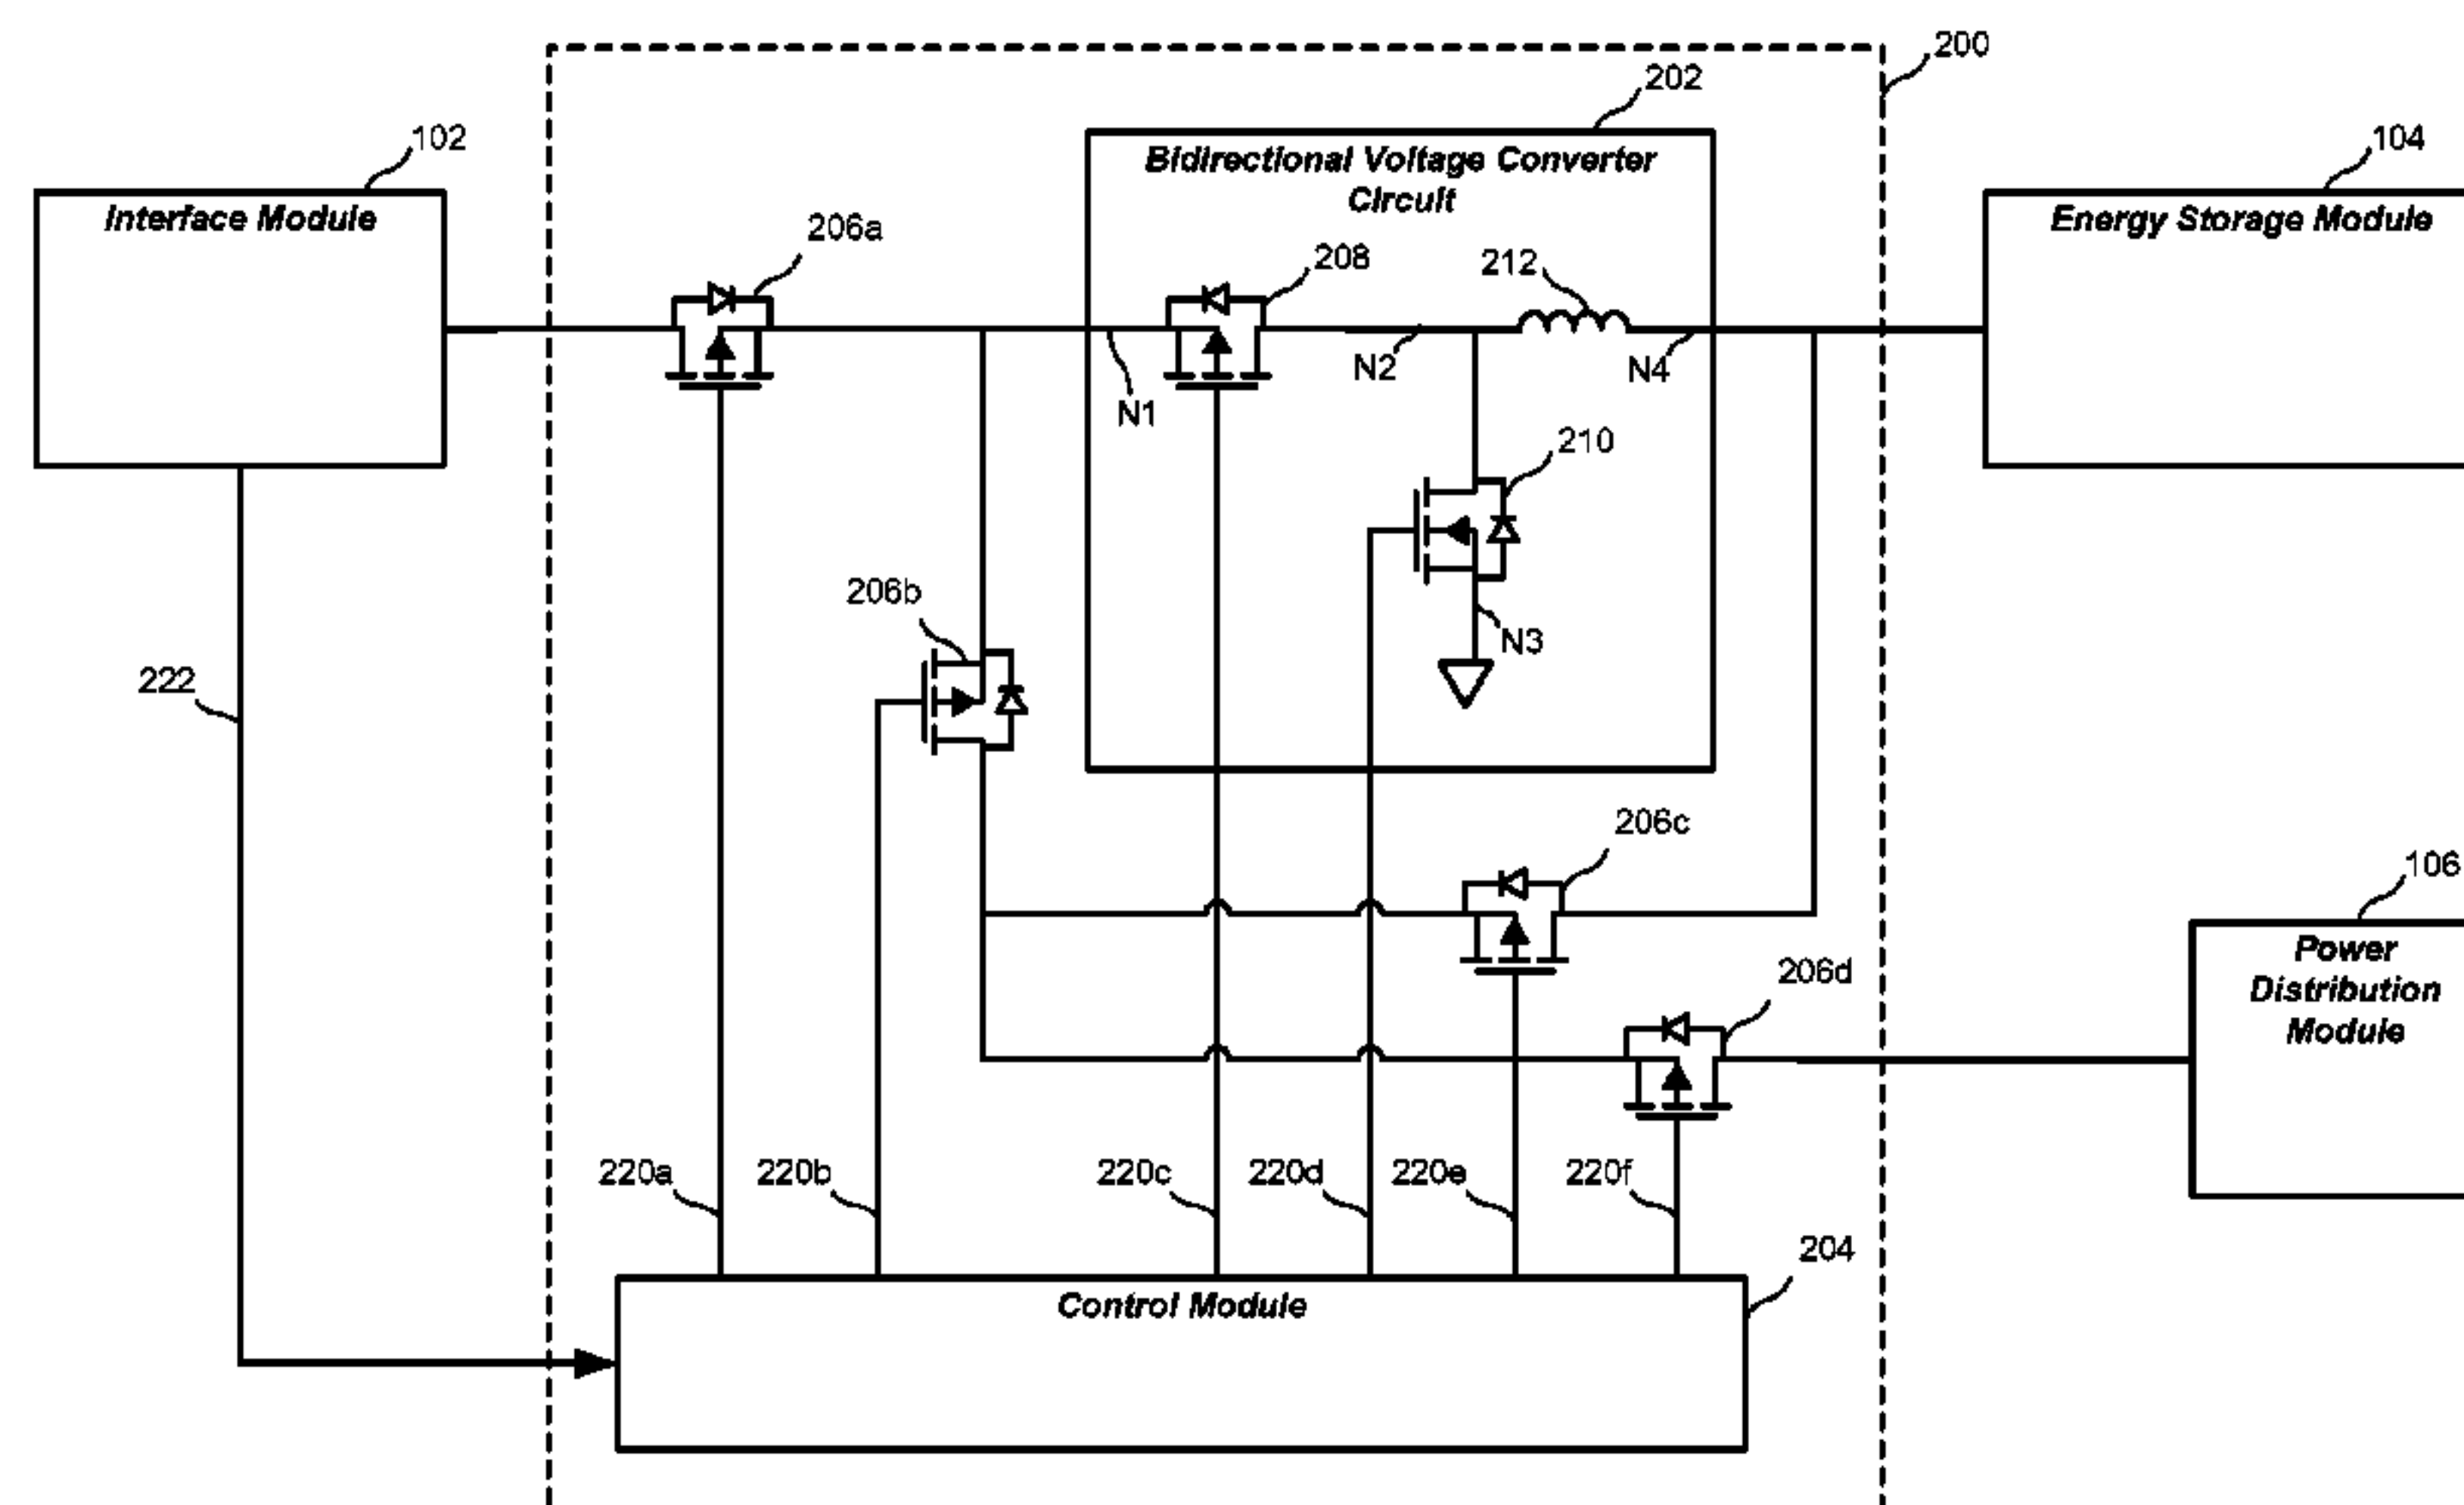 200
202
102
104
Bidirectional Voltage Converter
Circuit
Interface Module
Energy Storage Module
206a
208
212
N2
N4
N1
210
206b
N3
222
206c
106
Power
Distribution
Module
206d
220a
220b
220c
220d
220e
220f
204
Control Module